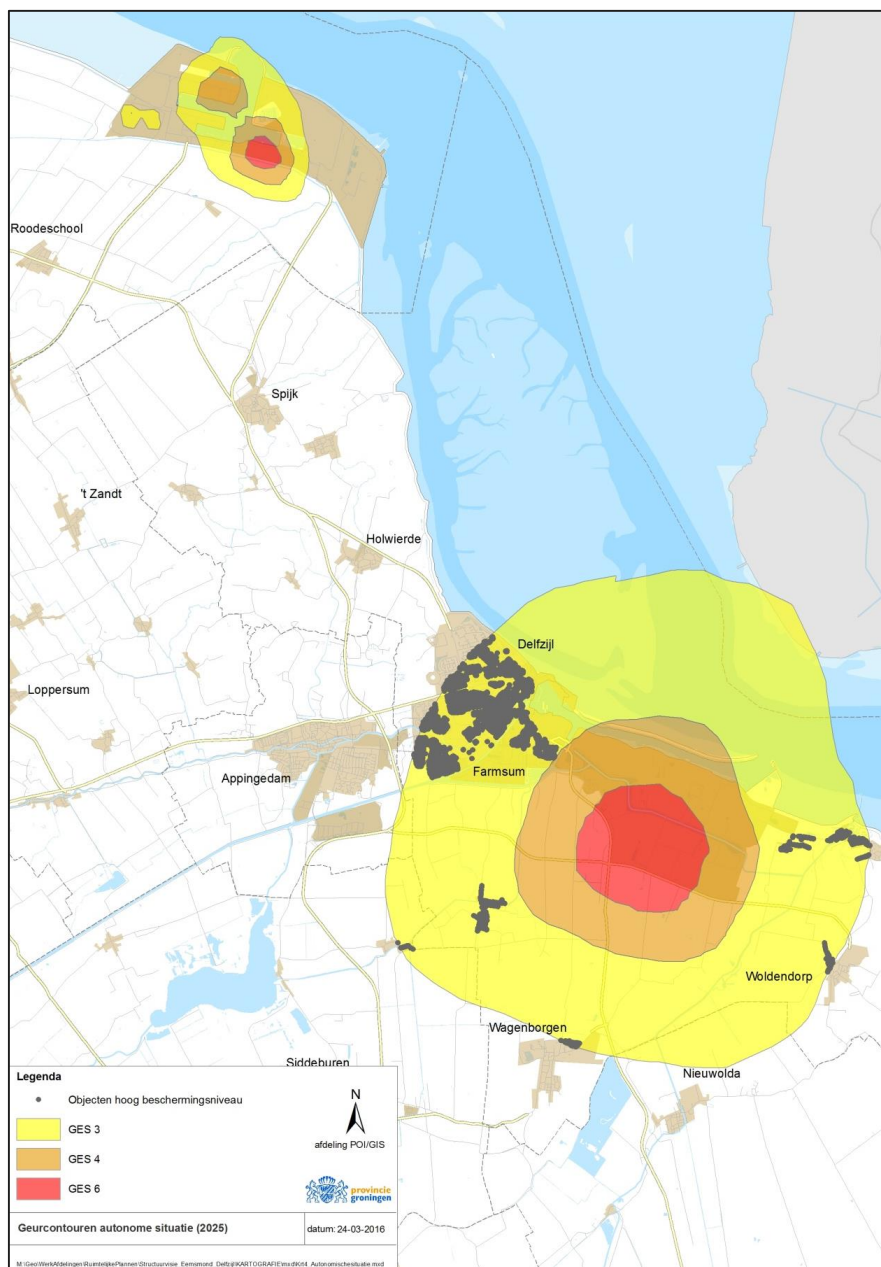 Roodeschool
Spijk
't Zandt
Holwierde
Delfzijl
Loppersum
Appingedam
Farmsum
Woldendorp
Wagenborgen
Siddeburen
Nieuwolda
Legenda
Objecten hoog beschermingsniveau
GES 3
GES 4
GES 6
N
afdeling POI/GIS
provincie
groningen
Geurcontouren autonome situatie (2025)
datum: 24-03-2016